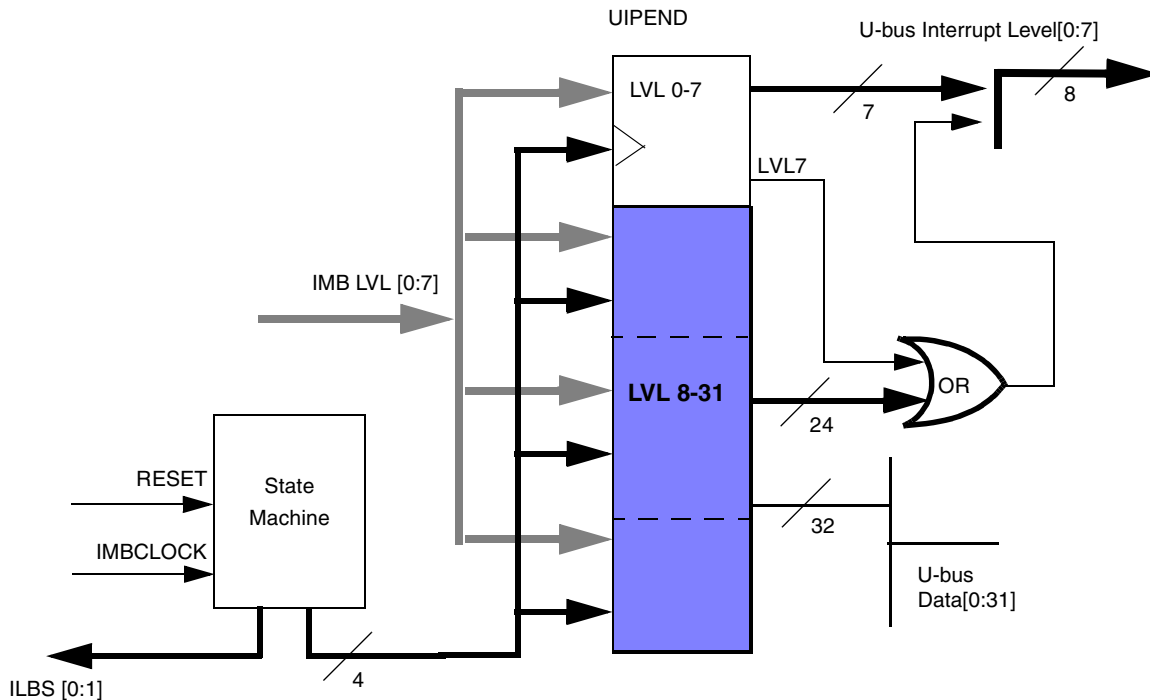 UIPEND
U-bus Interrupt Level[0:7]
LVL 0-7
7
8
LVL7
IMB LVL [0:7]
LVL 8-31
OR
24
RESET
State
Machine
32
IMBCLOCK
U-bus
Data[0:31]
4
ILBS [0:1]